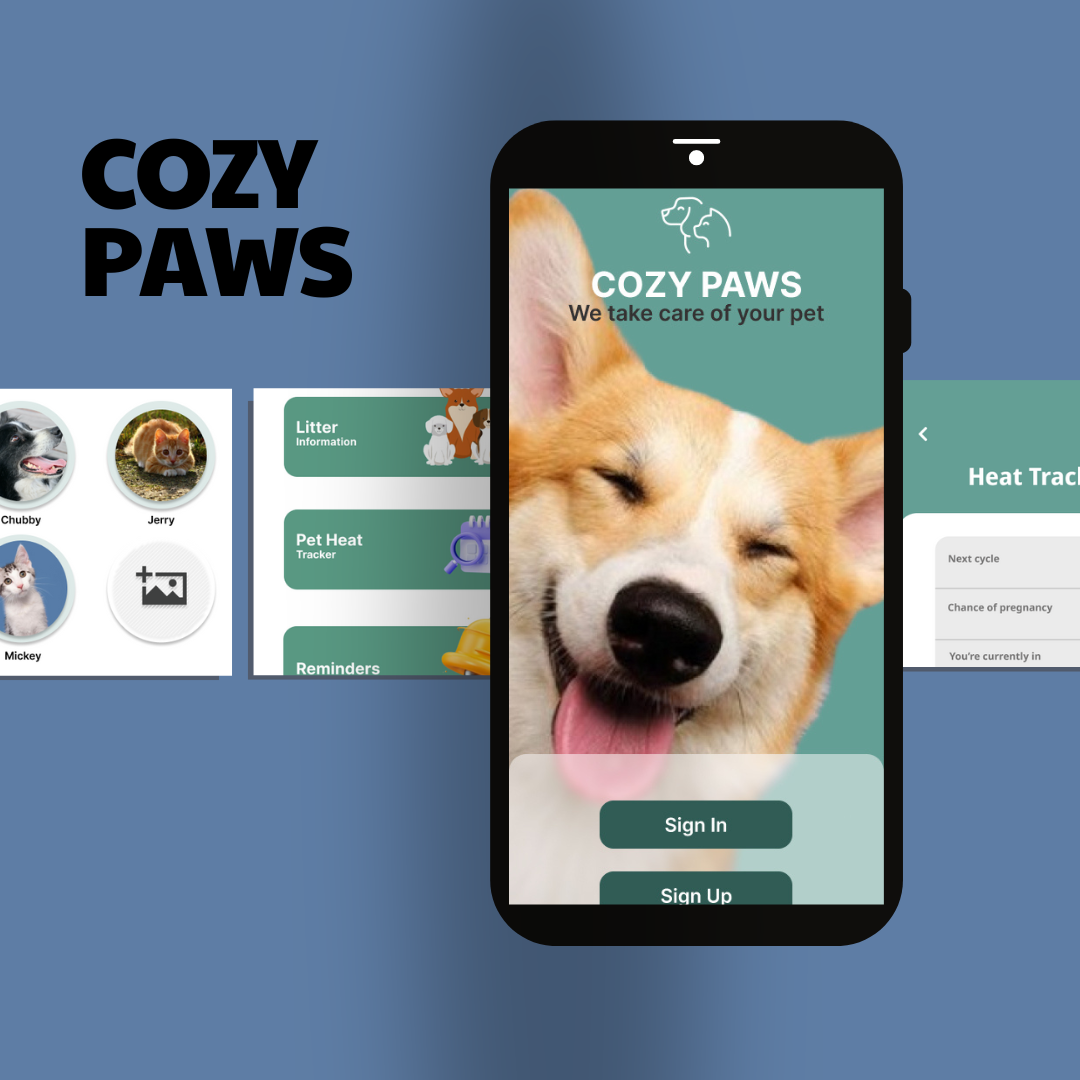 COZY
PAWS
COZY PAWS
We take care of your pet
Chubby
Jerry
Mickey
Litter
Information
Pet Heat
Tracker
Reminders
Sign In
Sign Up
Heat Trac
Next cycle
Chance of pregnancy
You're currently in